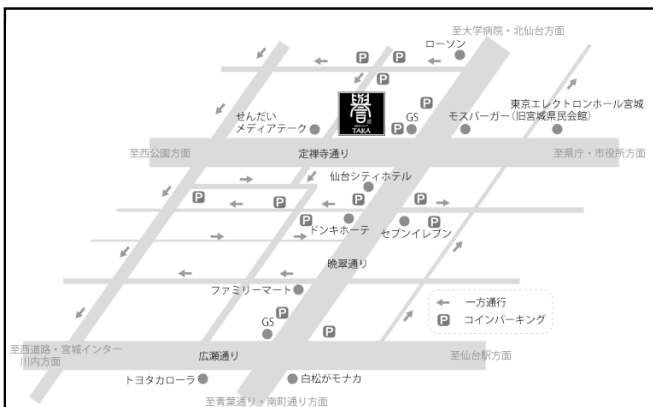 至大学病院・北仙台方面
ローソン
P
P
P
P
譽
TAKA
P
GS
せんだい
メディアテーク
モスバーガー
東京エレクトロンホール宮城
(旧宮城県民会館)
至西公園方面
定禅寺通り
至県庁・市役所方面
仙台シティホテル
P
P
P
P
P
ドンキホーテ
セブンイレブン
晩翠通り
ファミリーマート
P
GS
P
一方通行
P
コインパーキング
至西道路・宮城インター
川内方面
広瀬通り
至仙台駅方面
トヨタカローラ
白松がモナカ
至青葉通り・南町通り方面